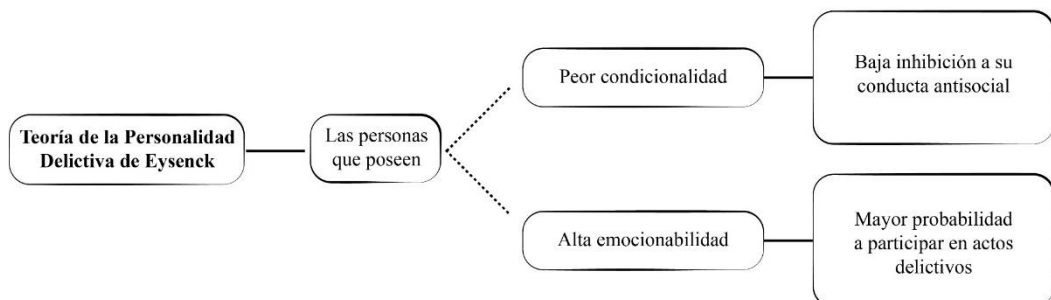 Teoría de la Personalidad
Delictiva de Eysenck
Las personas
que poseen
Peor condicionalidad
Baja inhibición a su
conducta antisocial
Alta emocionabilidad
Mayor probabilidad
a participar en actos
delictivos